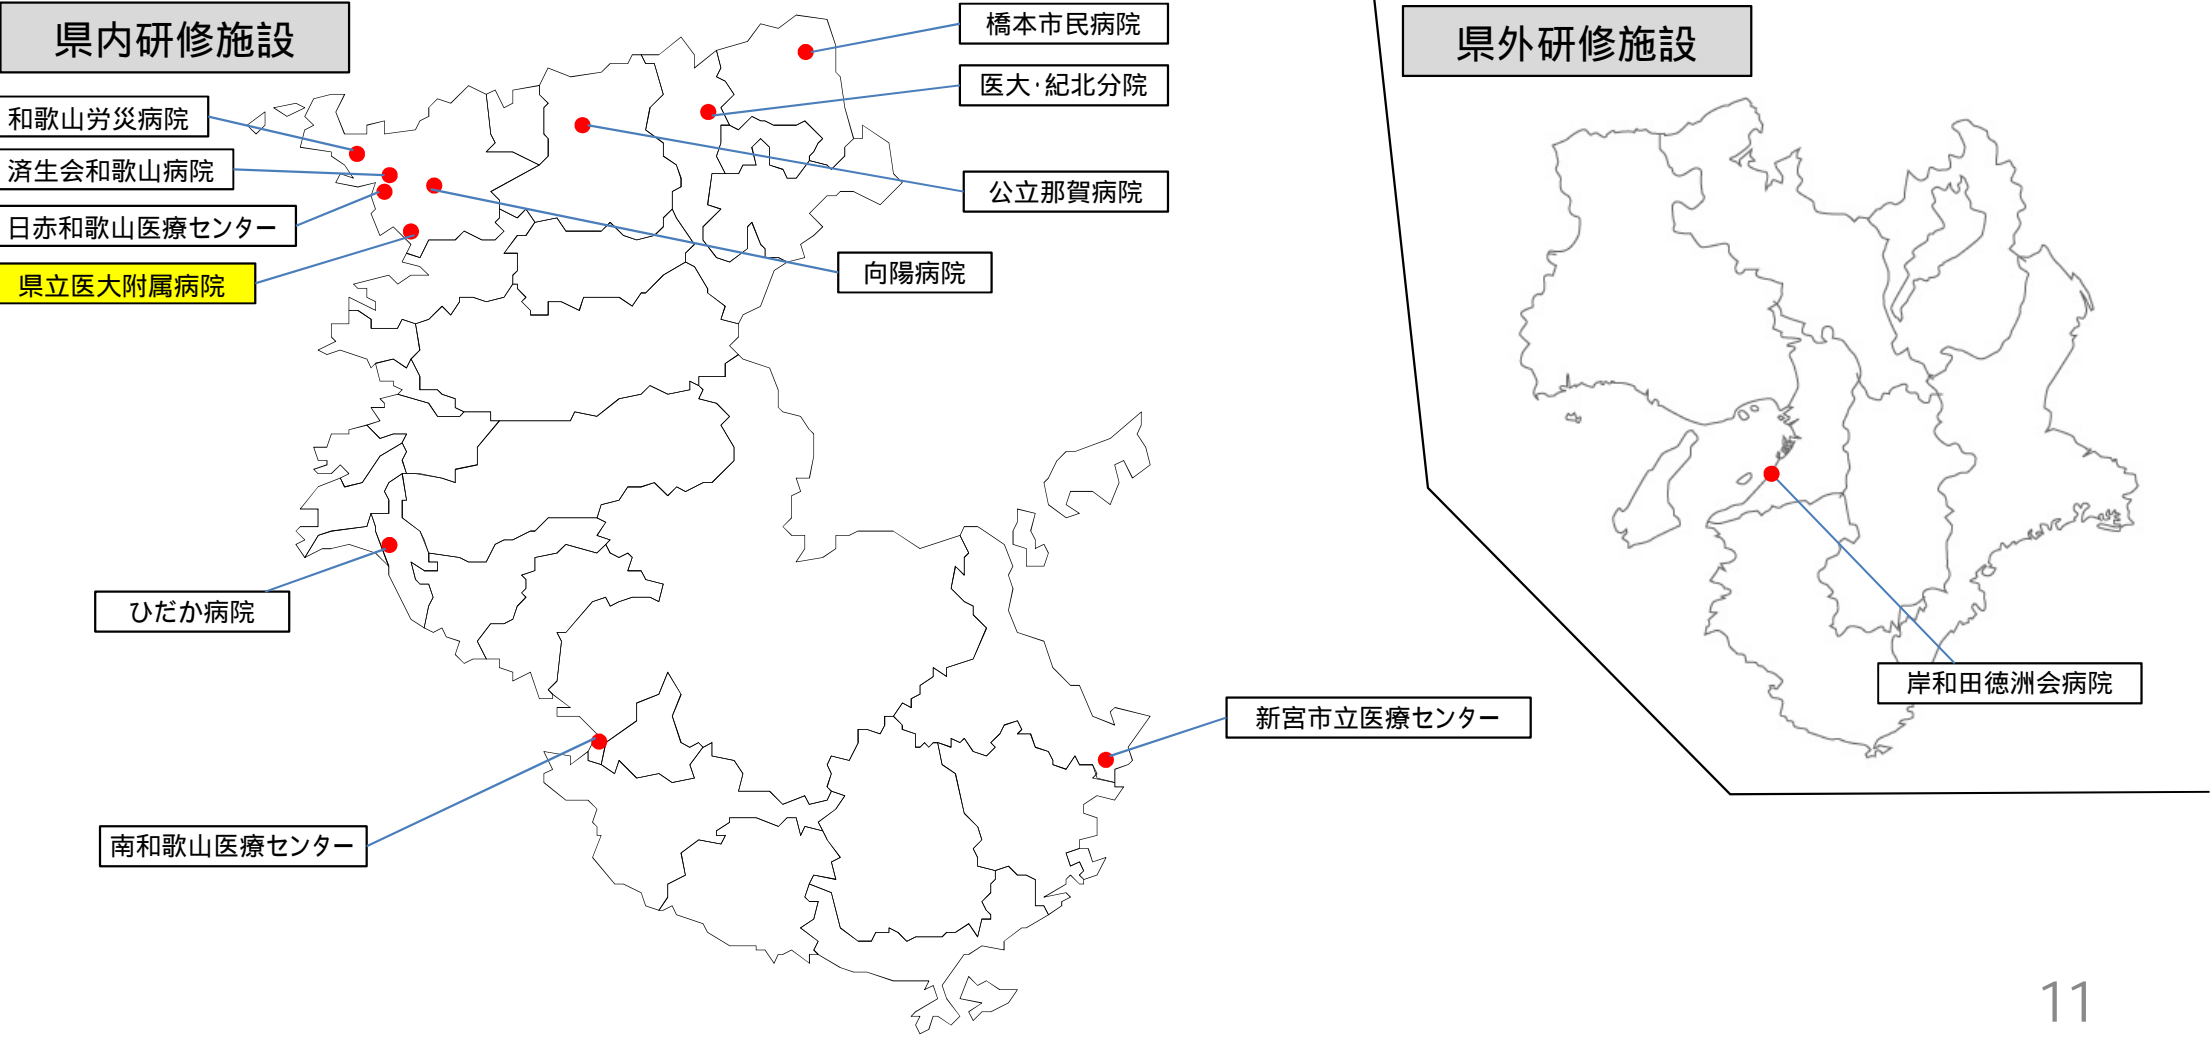 県内研修施設
橋本市民病院
医大・紀北分院
和歌山労災病院
済生会和歌山病院
公立那賀病院
日赤和歌山医療センター
向陽病院
県立医大附属病院
ひだか病院
新宮市立医療センター
南和歌山医療センター
県外研修施設
岸和田徳洲会病院
11